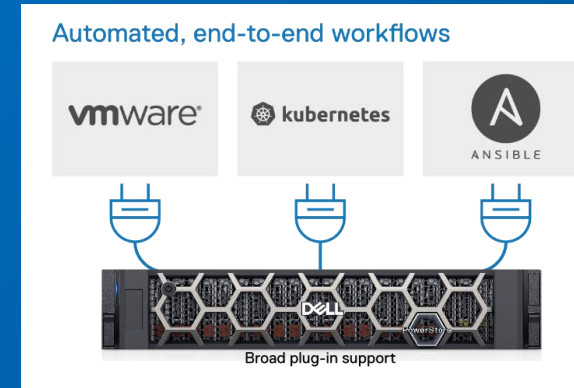 Automated, end-to-end workflows
vmware®
kubernetes
A
ANSIBLE
DELL
PowerStore
Broad plug-in support